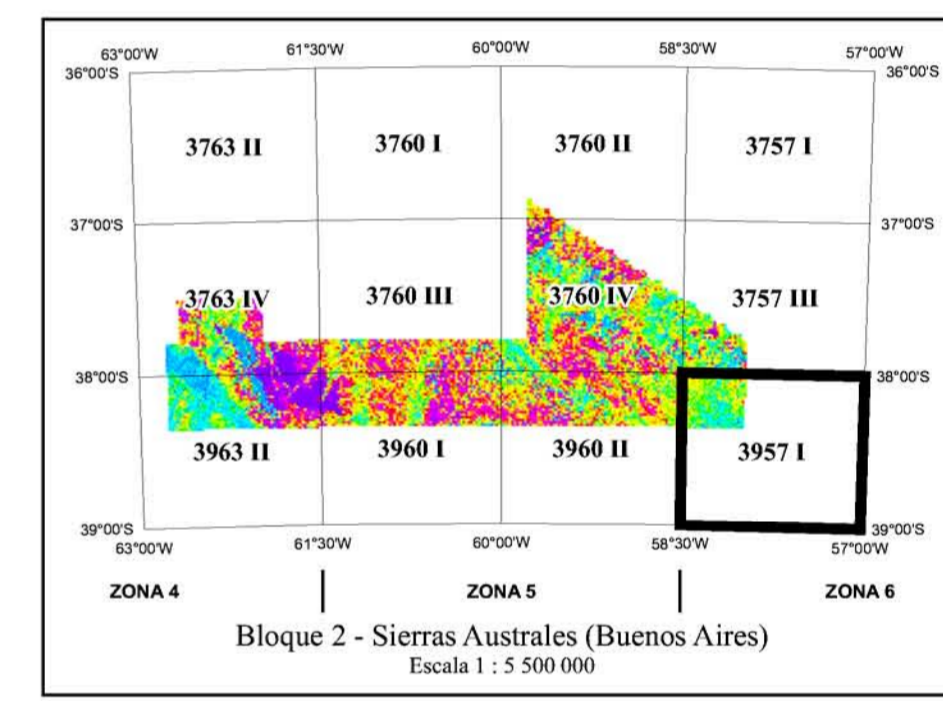 63°00'W 61°30'W 60°00'W 58°30'W 57°00'W
36°00'S 36°00'S
3763 II 3760 I 3760 II 3757 I
37°00'S 37°00'S
3763 IV 3760 III 3760 IV 3757 III
38°00'S 38°00'S
3963 II 3960 I 3960 II 3957 I
39°00'S 39°00'S
63°00'W 61°30'W 60°00'W 58°30'W 57°00'W
ZONA 4 ZONA 5 ZONA 6
Bloque 2 - Sierras Australes (Buenos Aires)
Escala 1 : 5 500 000